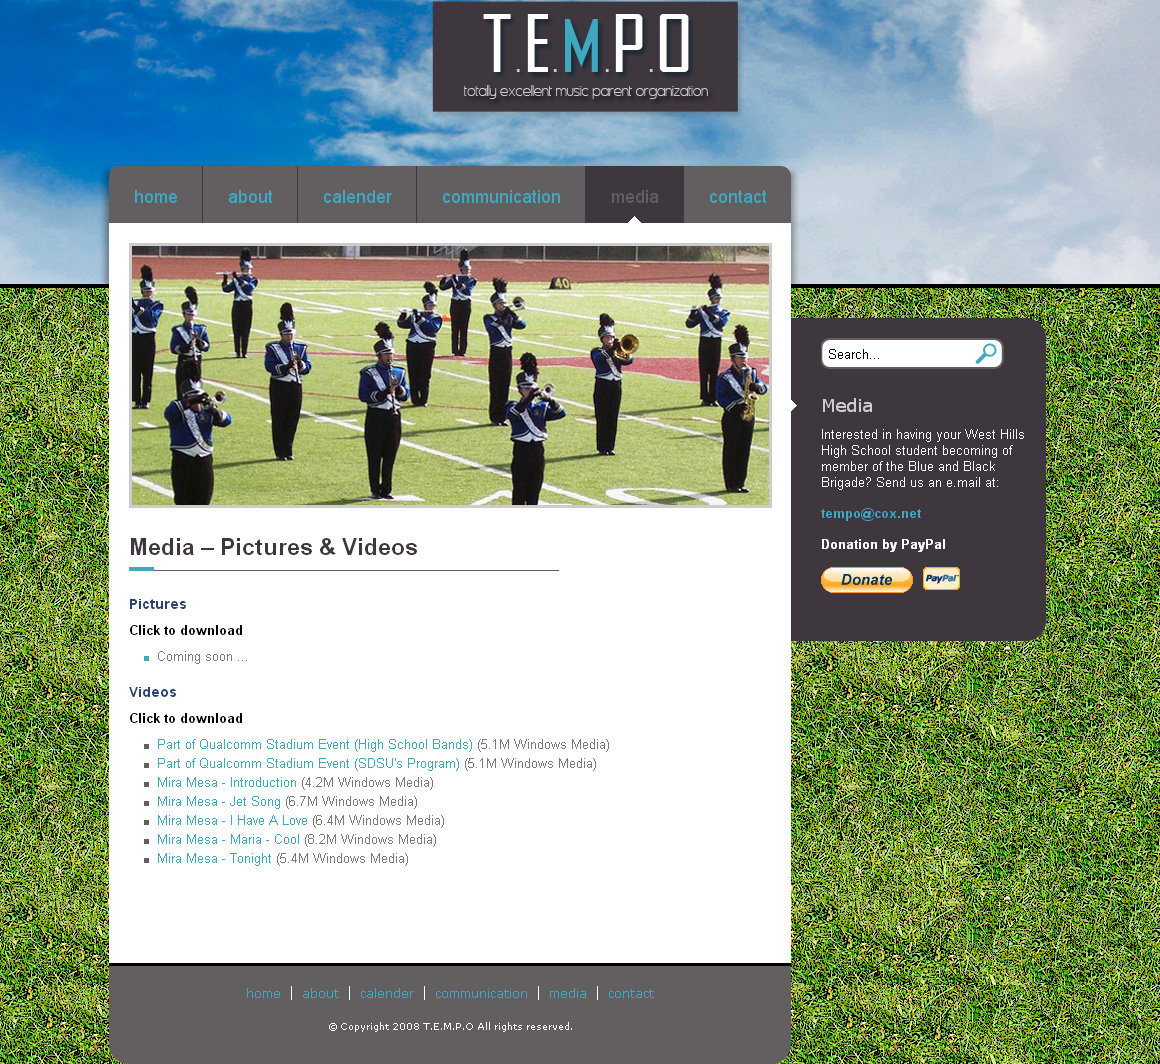 T.E.M.P.O
totally excellent music parent organization
home
about
calender
communication
media
contact
40
Search...
Media
Interested in having your West Hills
High School student becoming of
member of the Blue and Black
Brigade? Send us an e.mail at:
tempo@cox.net
Donation by PayPal
Donate
PayPal
Media – Pictures & Videos
Pictures
Click to download
Coming soon ...
Videos
Click to download
Part of Qualcomm Stadium Event (High School Bands) (5.1M Windows Media)
Part of Qualcomm Stadium Event (SDSU's Program) (5.1M Windows Media)
Mira Mesa - Introduction (4.2M Windows Media)
Mira Mesa - Jet Song (6.7M Windows Media)
Mira Mesa - I Have A Love (6.4M Windows Media)
Mira Mesa - Maria - Cool (8.2M Windows Media)
Mira Mesa - Tonight (5.4M Windows Media)
home | about | calender | communication | media | contact
© Copyright 2008 T.E.M.P.O All rights reserved.